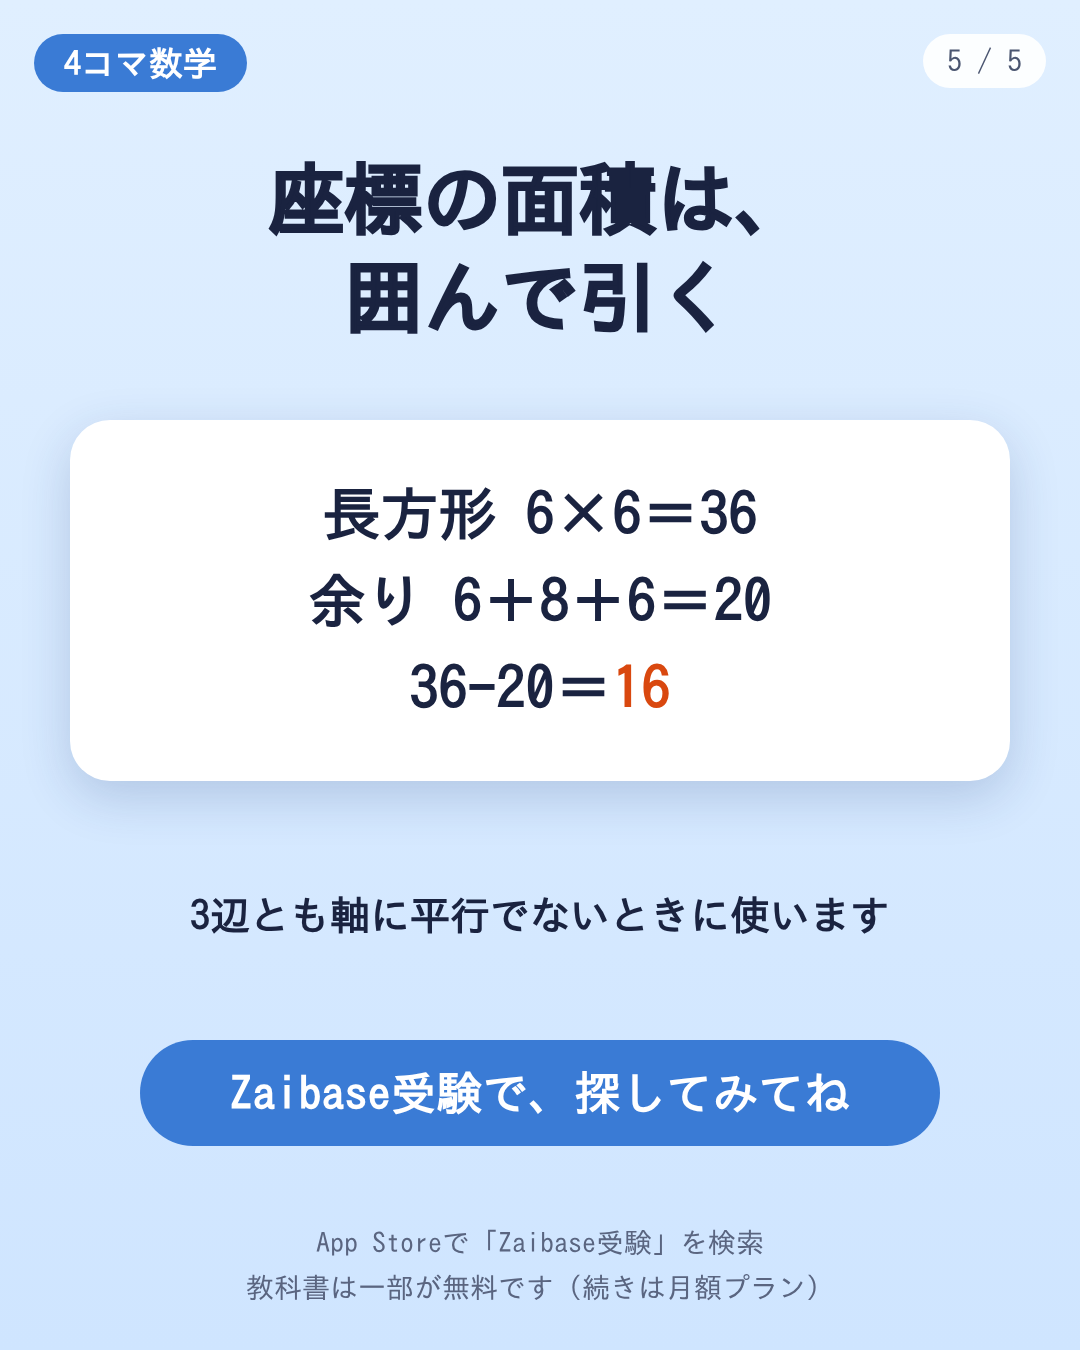 4コマ数学
5 / 5
座標の面積は、
囲んで引く
長方形 6×6＝36
余り 6＋8＋6＝20
36−20＝16
3辺とも軸に平行でないときに使います
Zaibase受験で、探してみてね
App Storeで「Zaibase受験」を検索
教科書は一部が無料です（続きは月額プラン）